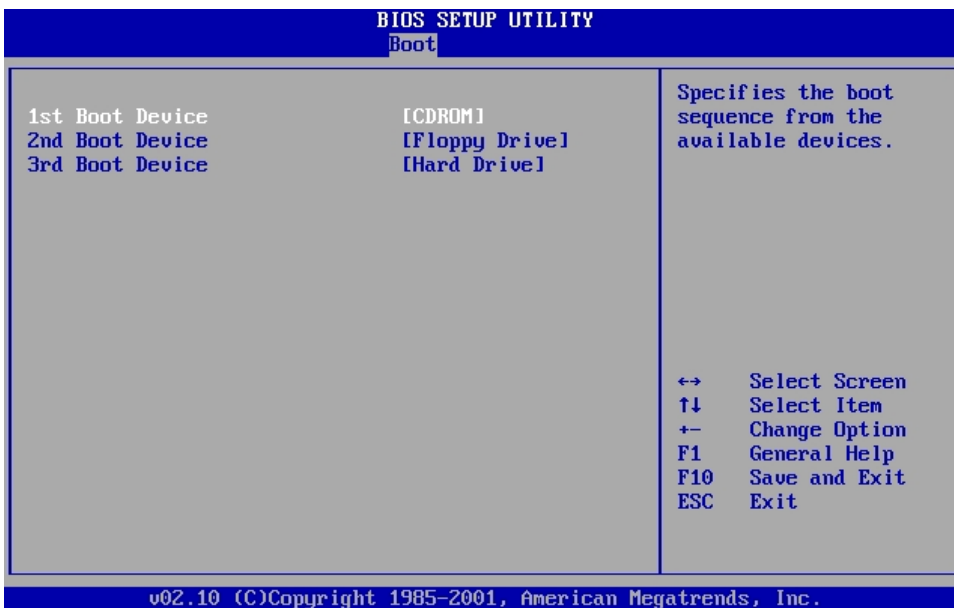 BIOS SETUP UTILITY
Boot
1st Boot Device [CDROM]
2nd Boot Device [Floppy Drive]
3rd Boot Device [Hard Drive]
Specifies the boot
sequence from the
available devices.
←→ Select Screen
↑↓ Select Item
+- Change Option
F1 General Help
F10 Save and Exit
ESC Exit
v02.10 (C)Copyright 1985-2001, American Megatrends, Inc.